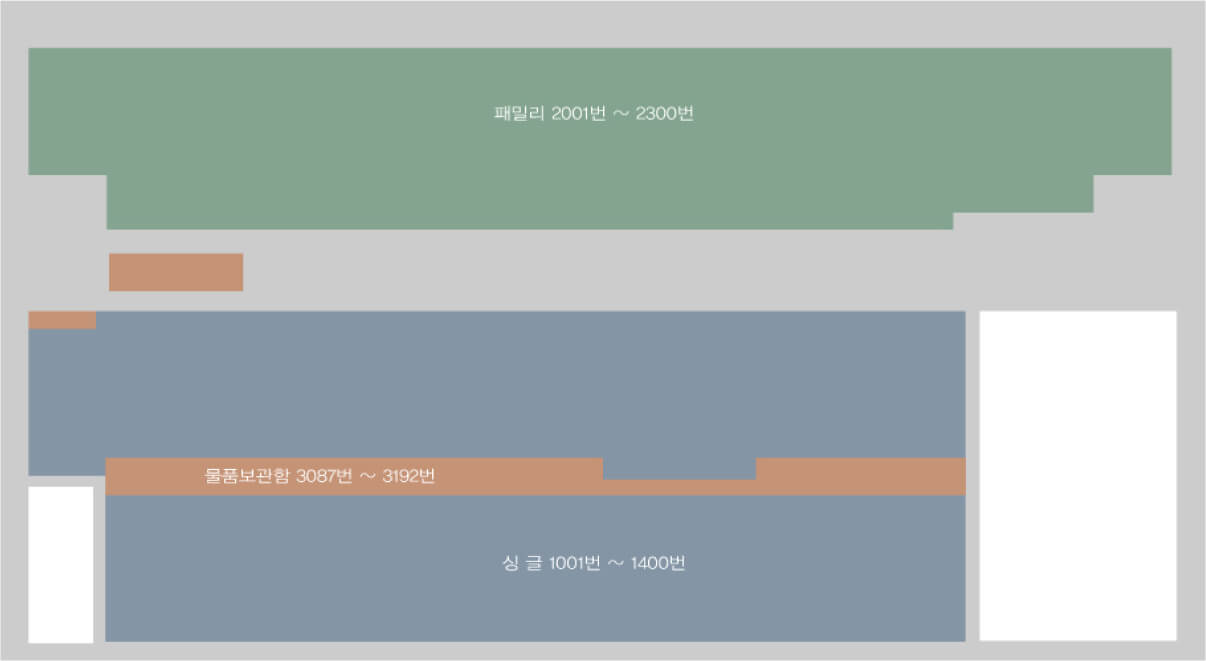 패밀리 2001번 ~ 2300번
물품보관함 3087번 ~ 3192번
싱 글 1001번 ~ 1400번